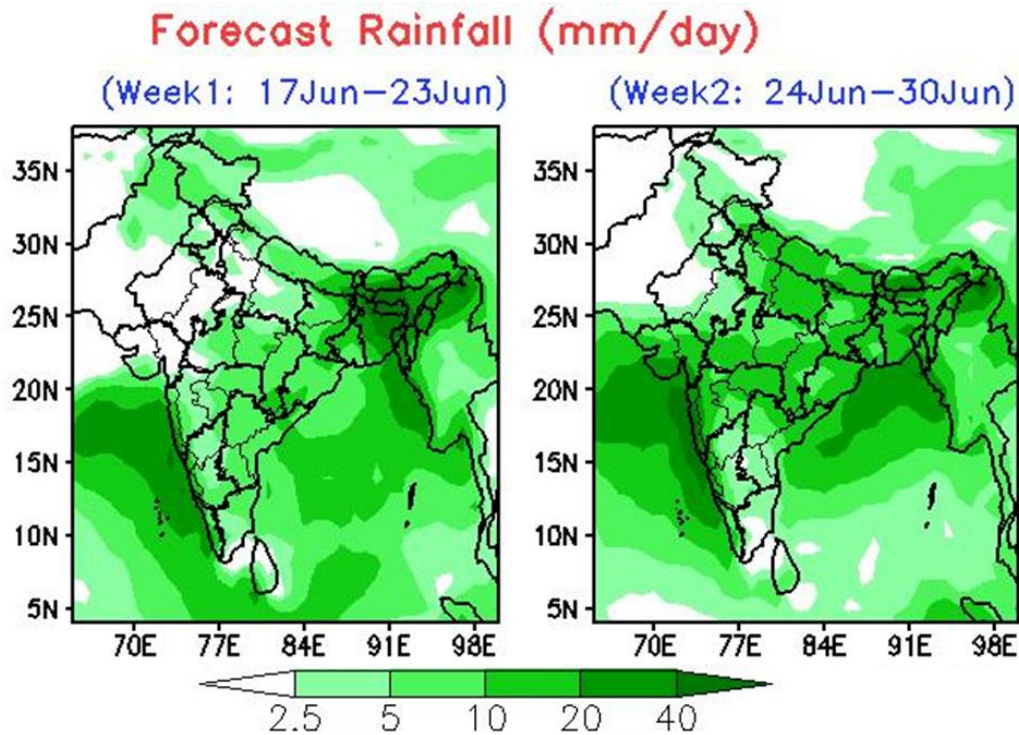 Forecast Rainfall (mm/day)
(Week1: 17Jun−23Jun)
(Week2: 24Jun−30Jun)
35N
30N
25N
20N
15N
10N
5N
70E 77E 84E 91E 98E
35N
30N
25N
20N
15N
10N
5N
70E 77E 84E 91E 98E
2.5 5 10 20 40